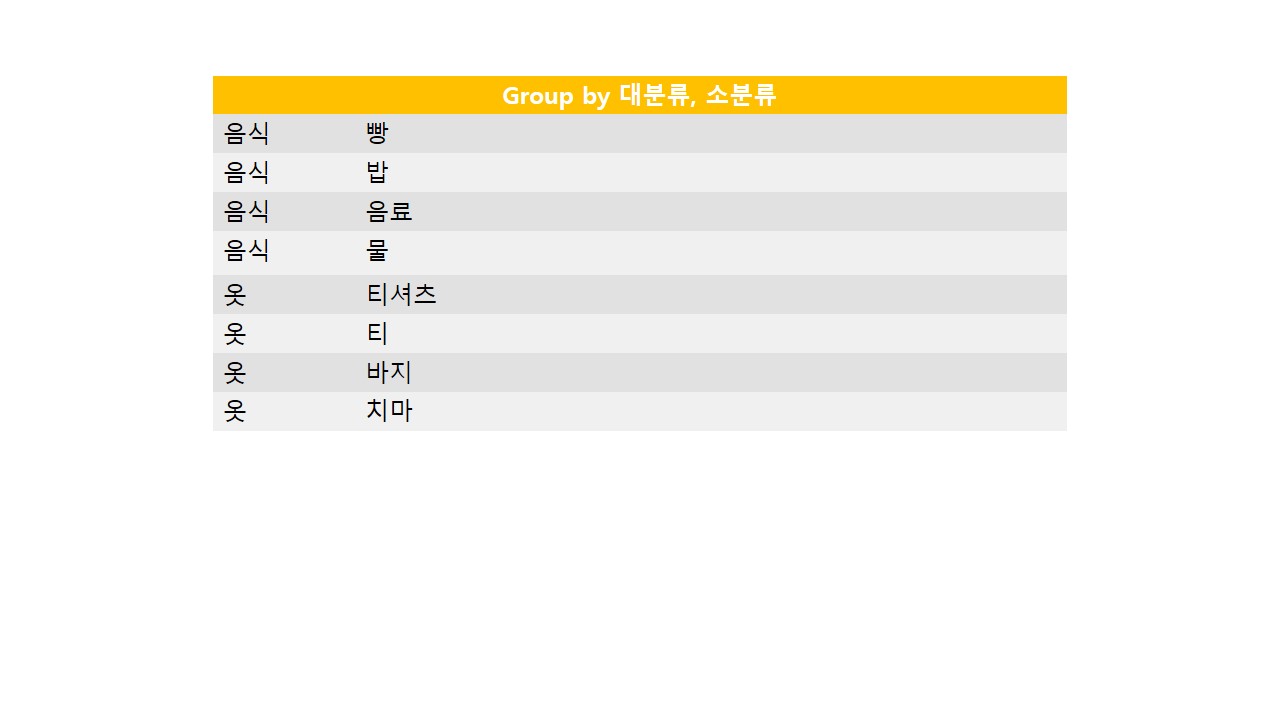 Group by 대분류, 소분류
음식 빵
음식 밥
음식 음료
음식 물
옷 티셔츠
옷 티
옷 바지
옷 치마